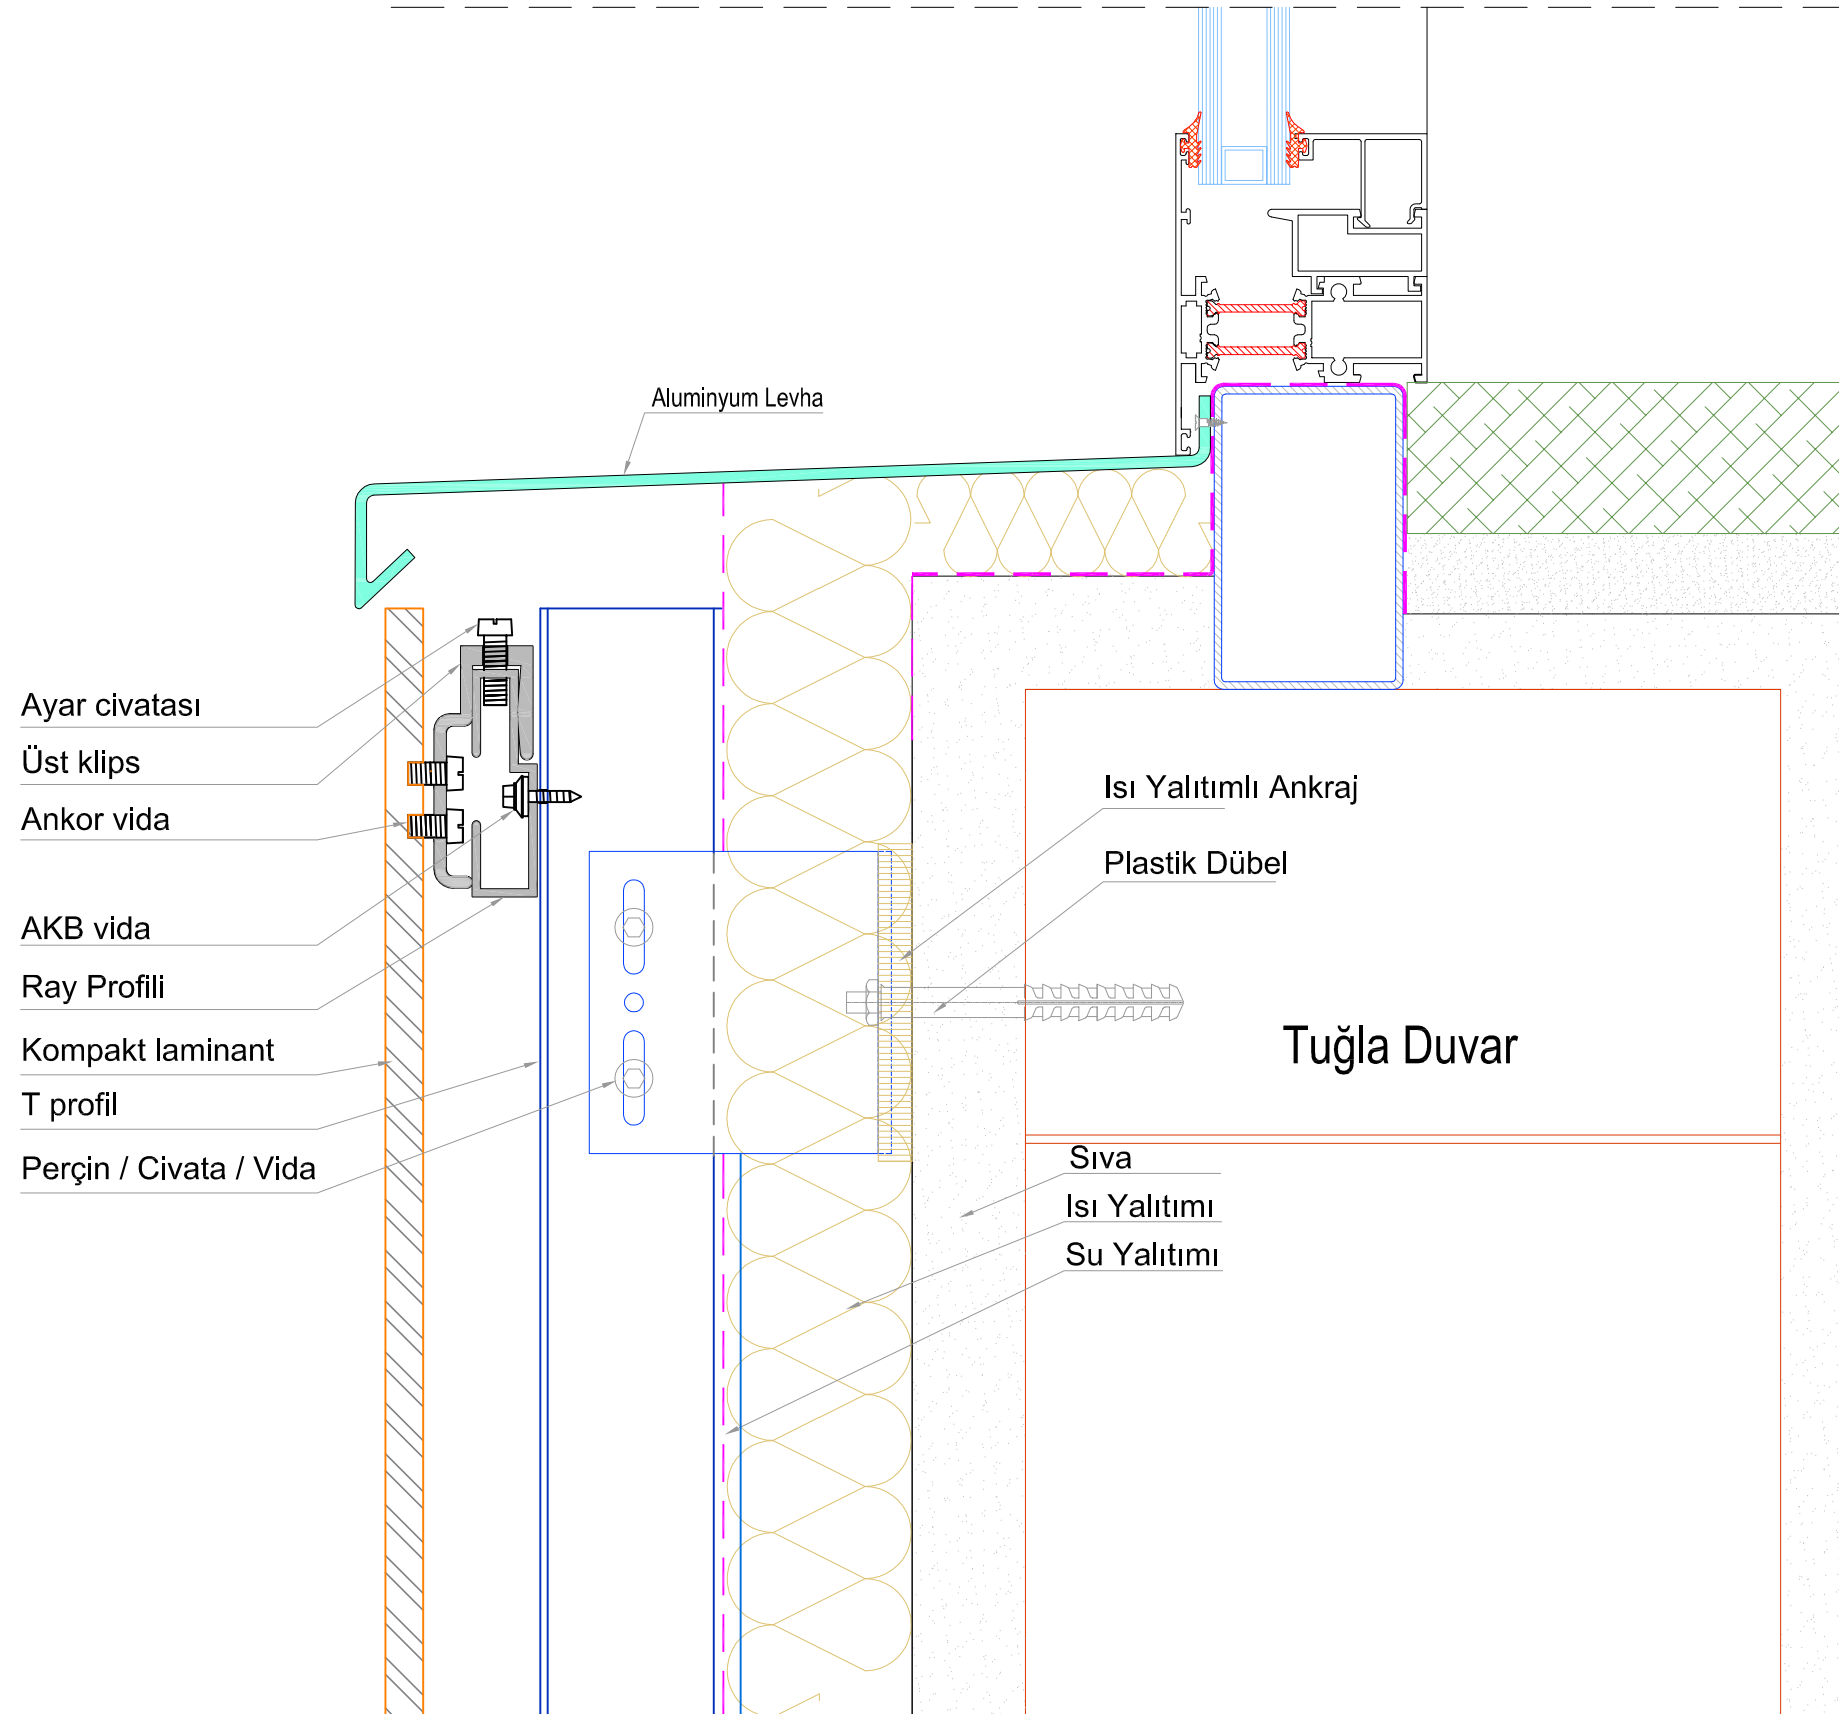 Aluminyum Levha
Ayar civatası
Üst klips
Ankor vida
AKB vida
Ray Profili
Kompakt laminant
T profil
Perçin / Civata / Vida
Isı Yalıtımlı Ankraj
Plastik Dübel
Tuğla Duvar
Sıva
Isı Yalıtımı
Su Yalıtımı